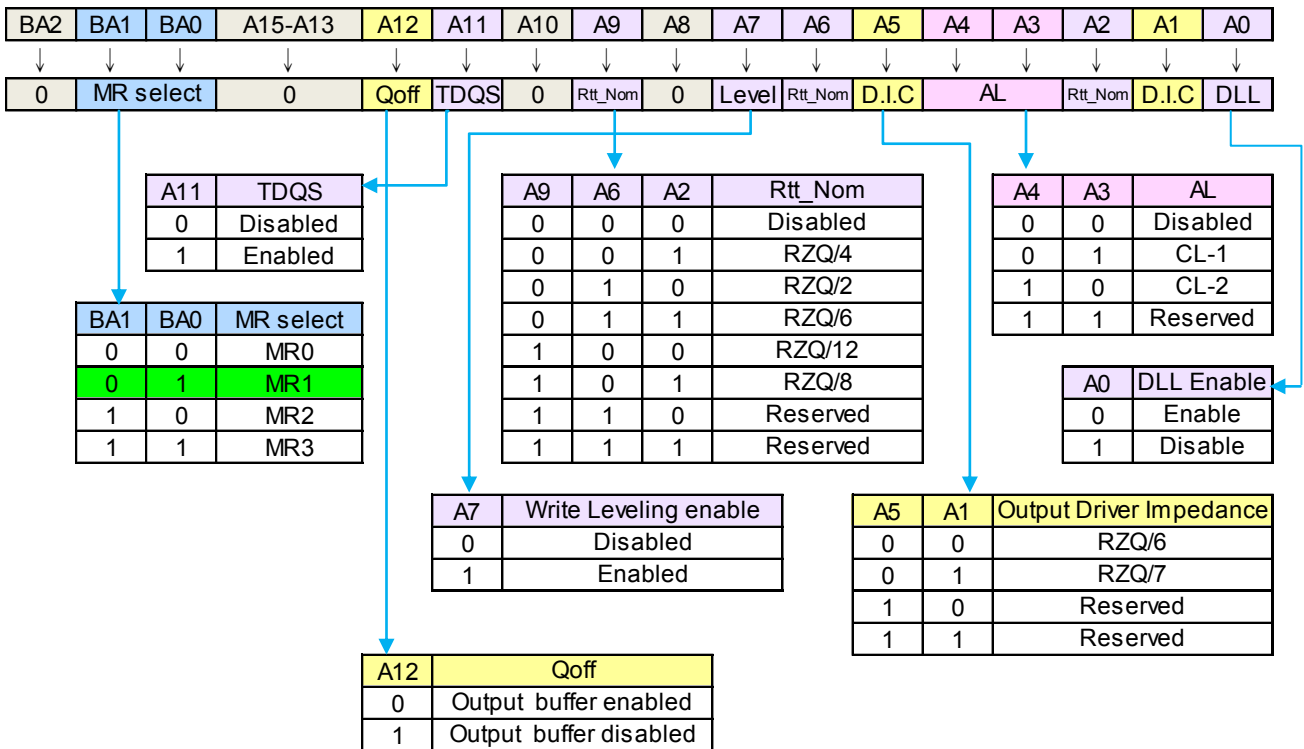 BA2 BA1 BA0 A15-A13 A12 A11 A10 A9 A8 A7 A6 A5 A4 A3 A2 A1 A0
0 MR select 0 Qoff TDQS 0 Rtt_Nom 0 Level Rtt_Nom D.I.C AL Rtt_Nom D.I.C DLL
A11 TDQS
0 Disabled
1 Enabled
A9 A6 A2 Rtt_Nom
0 0 0 Disabled
0 0 1 RZQ/4
0 1 0 RZQ/2
0 1 1 RZQ/6
1 0 0 RZQ/12
1 0 1 RZQ/8
1 1 0 Reserved
1 1 1 Reserved
A4 A3 AL
0 0 Disabled
0 1 CL-1
1 0 CL-2
1 1 Reserved
BA1 BA0 MR select
0 0 MR0
0 1 MR1
1 0 MR2
1 1 MR3
A0 DLL Enable
0 Enable
1 Disable
A7 Write Leveling enable
0 Disabled
1 Enabled
A5 A1 Output Driver Impedance
0 0 RZQ/6
0 1 RZQ/7
1 0 Reserved
1 1 Reserved
A12 Qoff
0 Output buffer enabled
1 Output buffer disabled